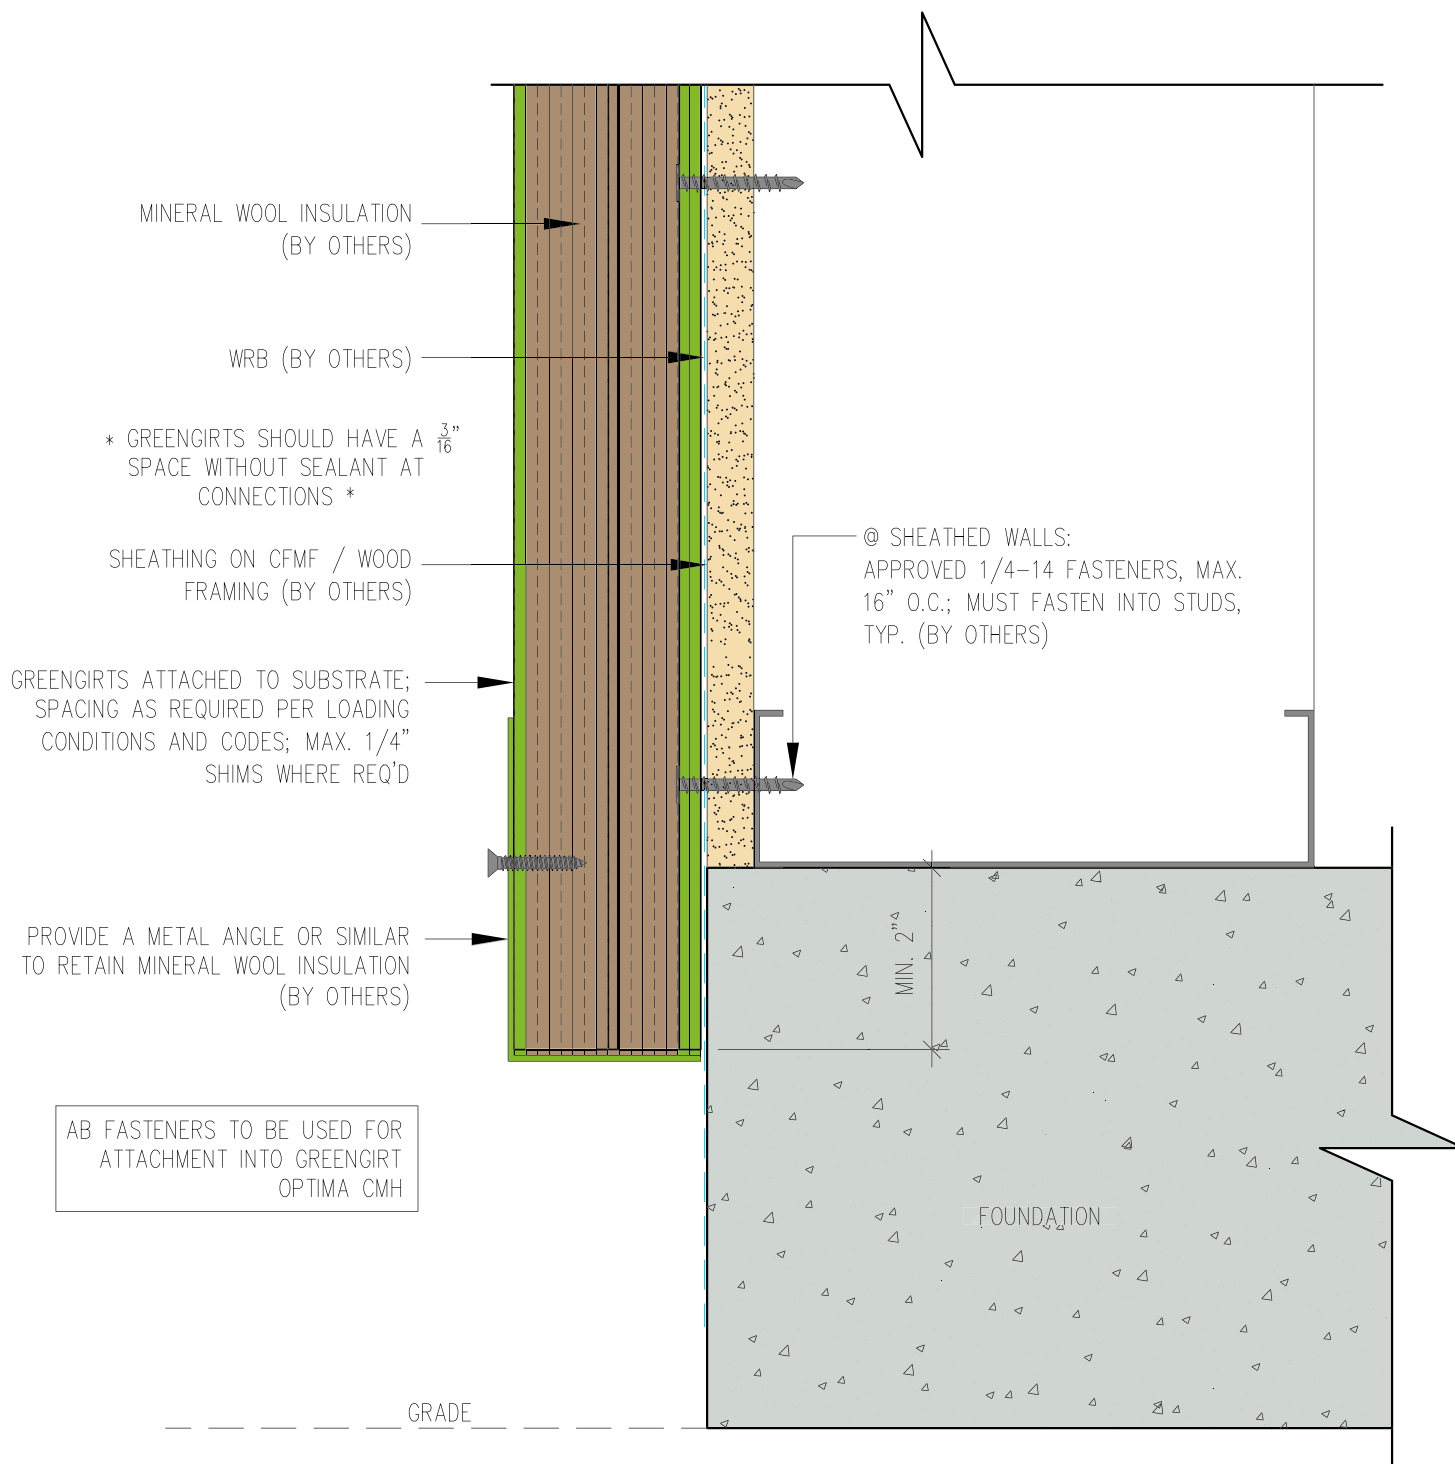 MINERAL WOOL INSULATION
(BY OTHERS)
WRB (BY OTHERS)
* GREENGIRTS SHOULD HAVE A 3/16"
SPACE WITHOUT SEALANT AT
CONNECTIONS *
SHEATHING ON CFMF / WOOD
FRAMING (BY OTHERS)
@ SHEATHED WALLS:
APPROVED 1/4-14 FASTENERS, MAX.
16" O.C.; MUST FASTEN INTO STUDS,
TYP. (BY OTHERS)
GREENGIRTS ATTACHED TO SUBSTRATE;
SPACING AS REQUIRED PER LOADING
CONDITIONS AND CODES; MAX. 1/4"
SHIMS WHERE REQ'D
PROVIDE A METAL ANGLE OR SIMILAR
TO RETAIN MINERAL WOOL INSULATION
(BY OTHERS)
MIN. 2"
AB FASTENERS TO BE USED FOR
ATTACHMENT INTO GREENGIRT
OPTIMA CMH
FOUNDATION
GRADE